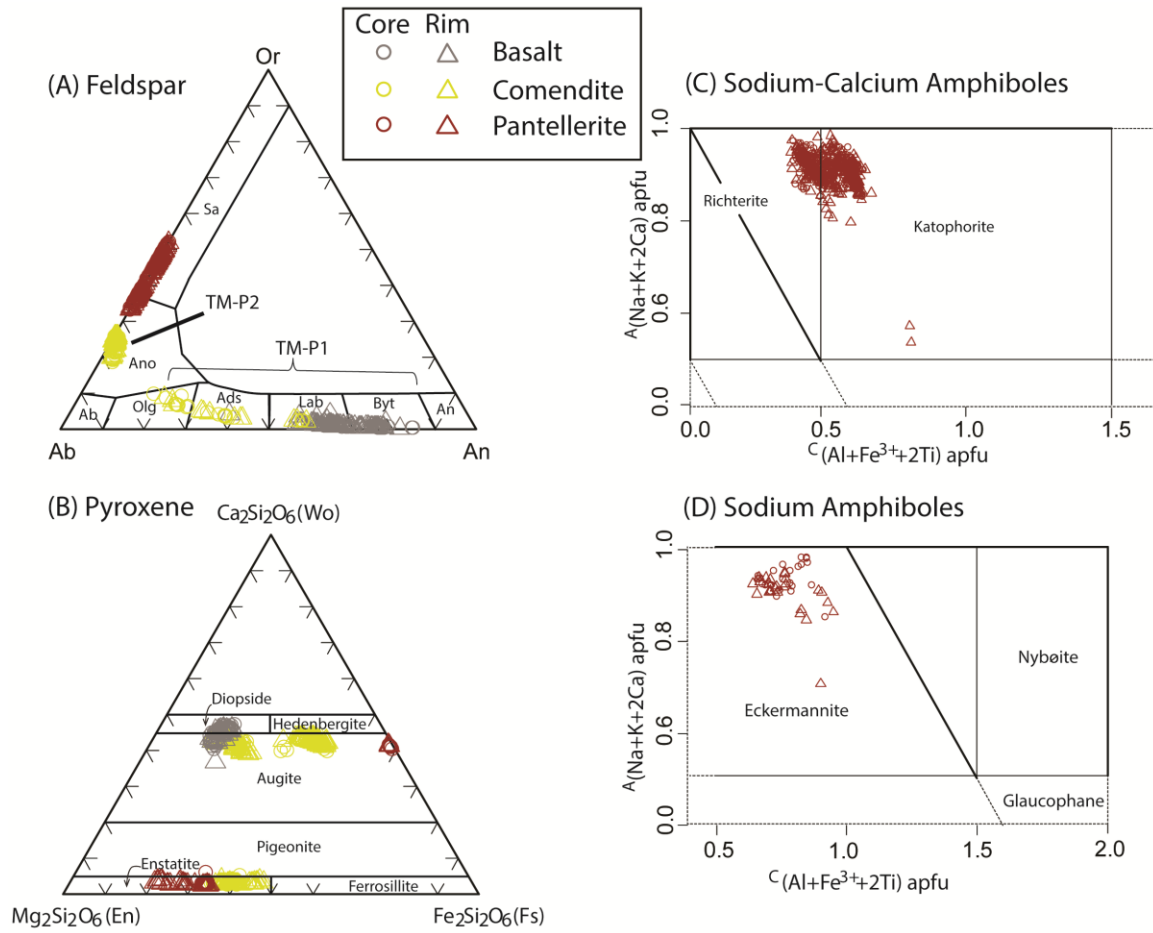 Core Rim
Basalt
Comendite
Pantellerite
(A) Feldspar
Or
Sa
TM-P2
Ano
TM-P1
Ab
Olg
Ads
Lab
Byt
An
Ab
An
(B) Pyroxene
Ca2Si2O6(Wo)
Diopside
Hedenbergite
Augite
Pigeonite
Enstatite
Ferrosillite
Mg2Si2O6(En)
Fe2Si2O6(Fs)
(C) Sodium-Calcium Amphiboles
A(Na+K+2Ca) apfu
1.0
0.8
0.6
0.0
Richterite
Katophorite
0.0 0.5 1.0 1.5
C(Al+Fe3++2Ti) apfu
(D) Sodium Amphiboles
A(Na+K+2Ca) apfu
1.0
0.8
0.6
0.0
Nybøite
Eckermannite
Glaucophane
0.5 1.0 1.5 2.0
C(Al+Fe3++2Ti) apfu